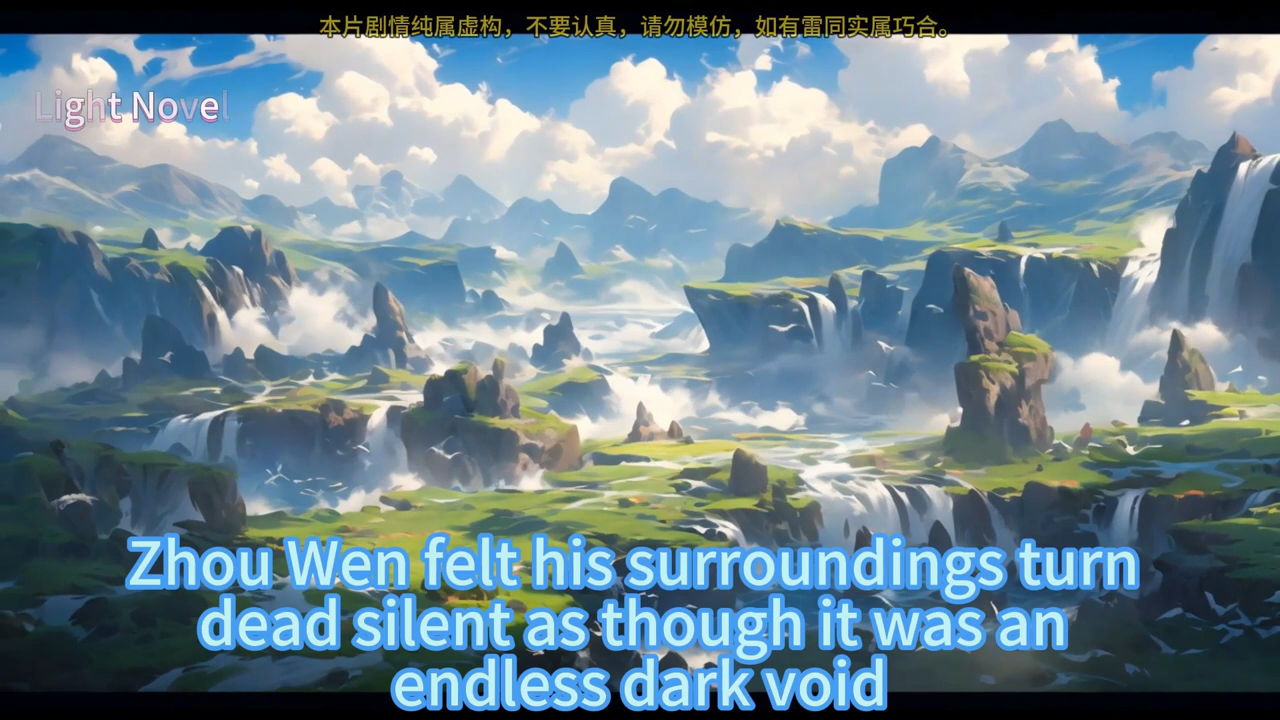 本片剧情纯属虚构，不要认真，请勿模仿，如有雷同实属巧合。
Light Novel
Zhou Wen felt his surroundings turn
dead silent as though it was an
endless dark void